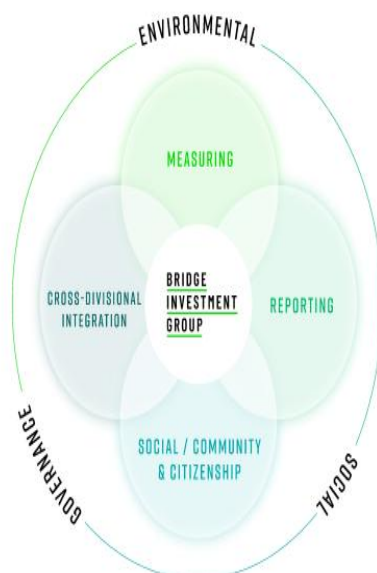 ENVIRONMENTAL
MEASURING
CROSS-DIVISIONAL
INTEGRATION
BRIDGE
INVESTMENT
GROUP
REPORTING
SOCIAL / COMMUNITY
& CITIZENSHIP
GOVERNANCE
SOCIAL